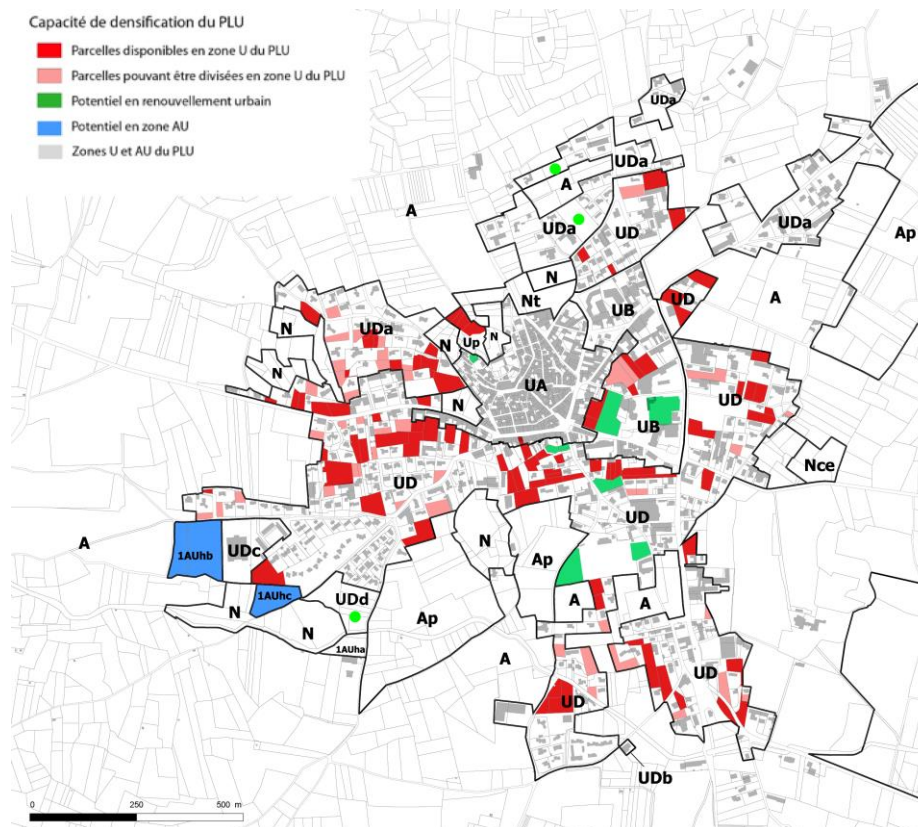 Capacité de densification du PLU
Parcelles disponibles en zone U du PLU
Parcelles pouvant être divisées en zone U du PLU
Potentiel en renouvellement urbain
Potentiel en zone AU
Zones U et AU du PLU
UDa
UDa
A
A
UDa
UD
UDa
Ap
N
Nt
UB
UD
A
N
UDa
N
Up
N
N
UA
N
UD
UB
Nce
UD
UD
A
1AUhb
UDc
N
Ap
1AUhc
UDd
A
A
N
N
Ap
1AUha
A
UD
UD
UDb
0 250 500 m